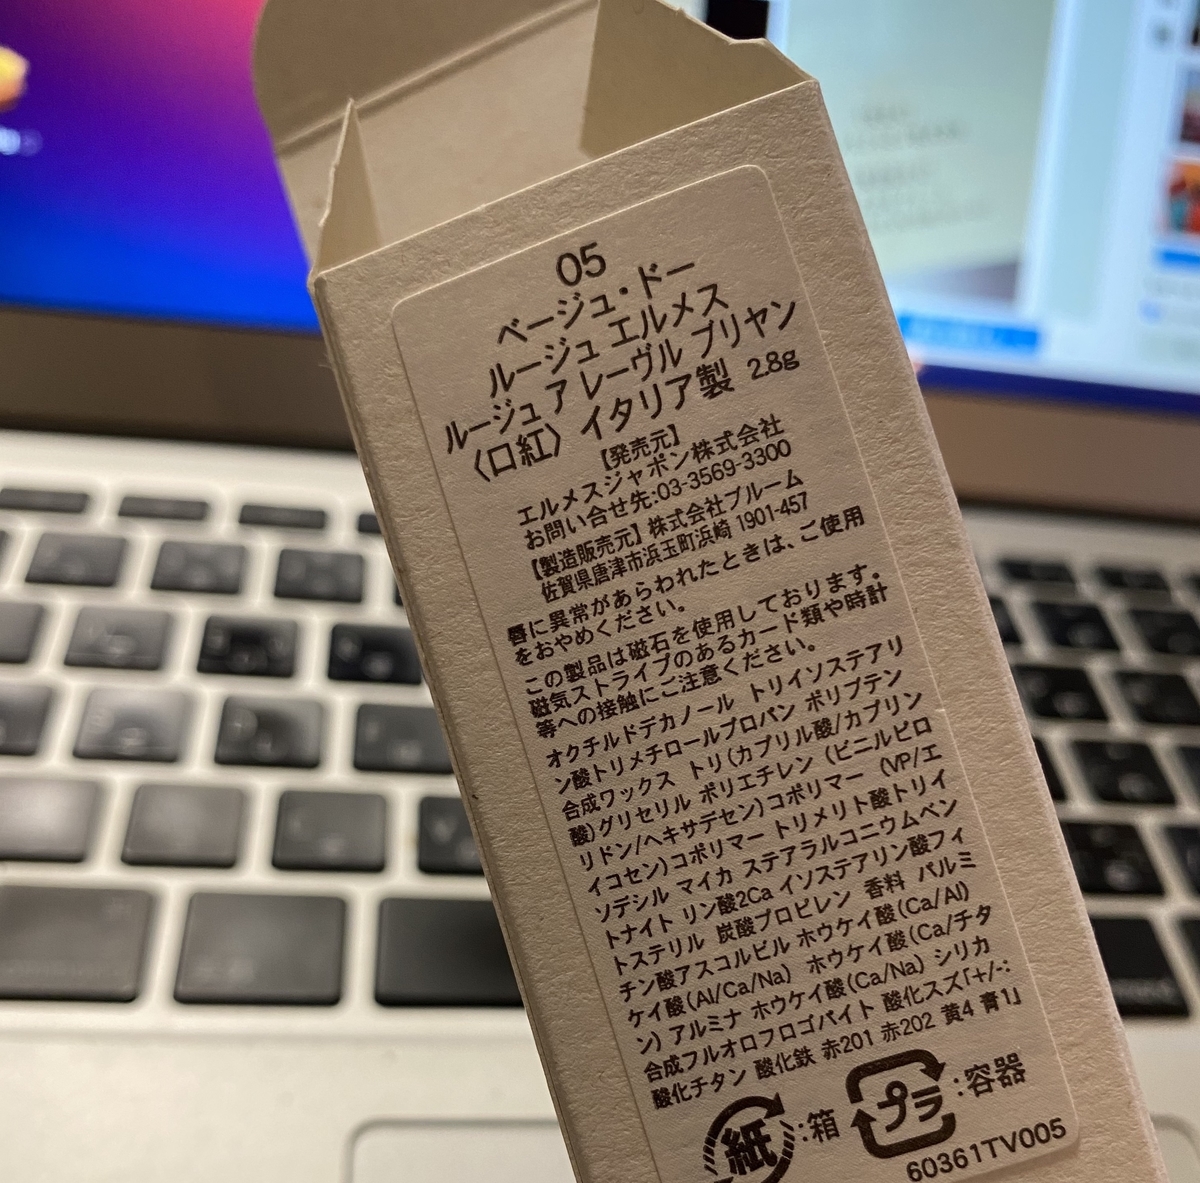 05
ベージュ・ドー
ルージュ エルメス
ルージュ ア レーヴル ブリヤン
〈口紅〉 イタリア製 2.8g
【発売元】
エルメスジャポン株式会社
お問い合せ先:03-3569-3300
【製造販売元】株式会社ブルーム
佐賀県唐津市浜玉町浜崎 1901-457
唇に異常があらわれたときは、ご使用
をおやめください。
この製品は磁石を使用しております。
磁気ストライプのあるカード類や時計
等への接触にご注意ください。
オクチルドデカノール トリイソステアリ
ン酸トリメチロールプロパン ポリブテン
合成ワックス トリ(カプリル酸/カプリン
酸)グリセリル ポリエチレン (ビニルピロ
リドン/ヘキサデセン)コポリマー (VP/エ
イコセン)コポリマー トリメリト酸トリイ
ソデシル マイカ ステアラルコニウムベン
トナイト リン酸2Ca イソステアリン酸フィ
トステリル 炭酸プロピレン 香料 パルミ
チン酸アスコルビル ホウケイ酸(Ca/Al)
ケイ酸(Al/Ca/Na) ホウケイ酸(Ca/チタ
ン) アルミナ ホウケイ酸(Ca/Na) シリカ
合成フルオロフロゴパイト 酸化スズ「+/-:
酸化チタン 酸化鉄 赤201 赤202 黄4 青1」
紙:箱 プラ:容器
60361TV005